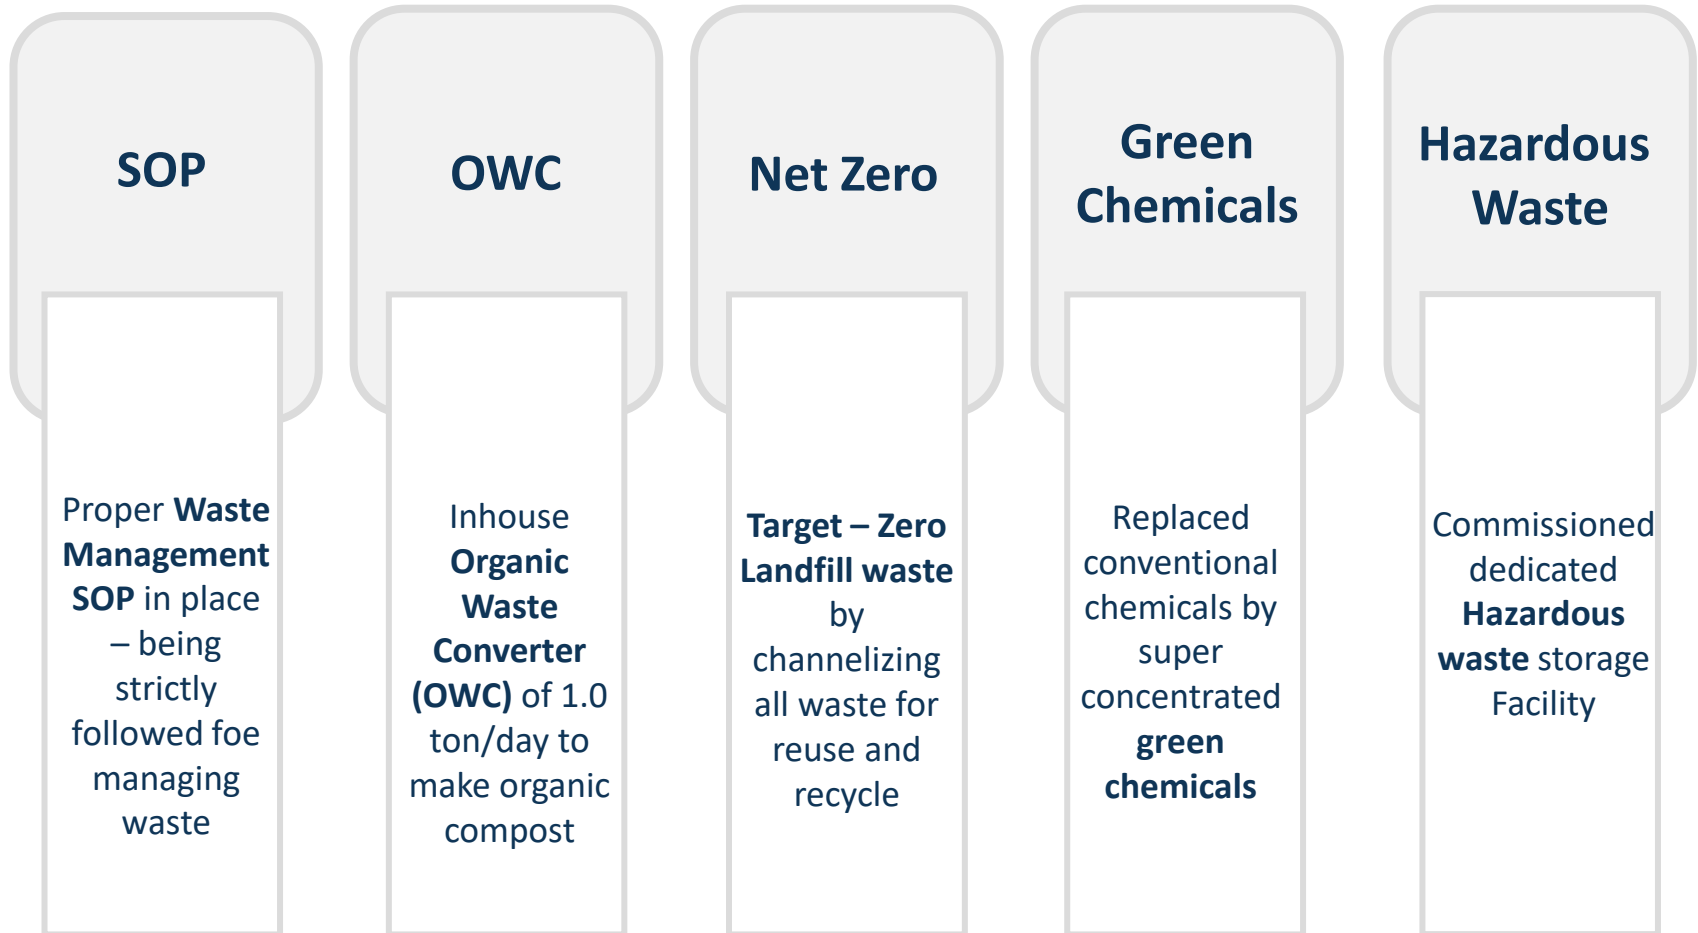 SOP
Proper Waste
Management
SOP in place
– being
strictly
followed foe
managing
waste
OWC
Inhouse
Organic
Waste
Converter
(OWC) of 1.0
ton/day to
make organic
compost
Net Zero
Target – Zero
Landfill waste
by
channelizing
all waste for
reuse and
recycle
Green
Chemicals
Replaced
conventional
chemicals by
super
concentrated
green
chemicals
Hazardous
Waste
Commissioned
dedicated
Hazardous
waste storage
Facility